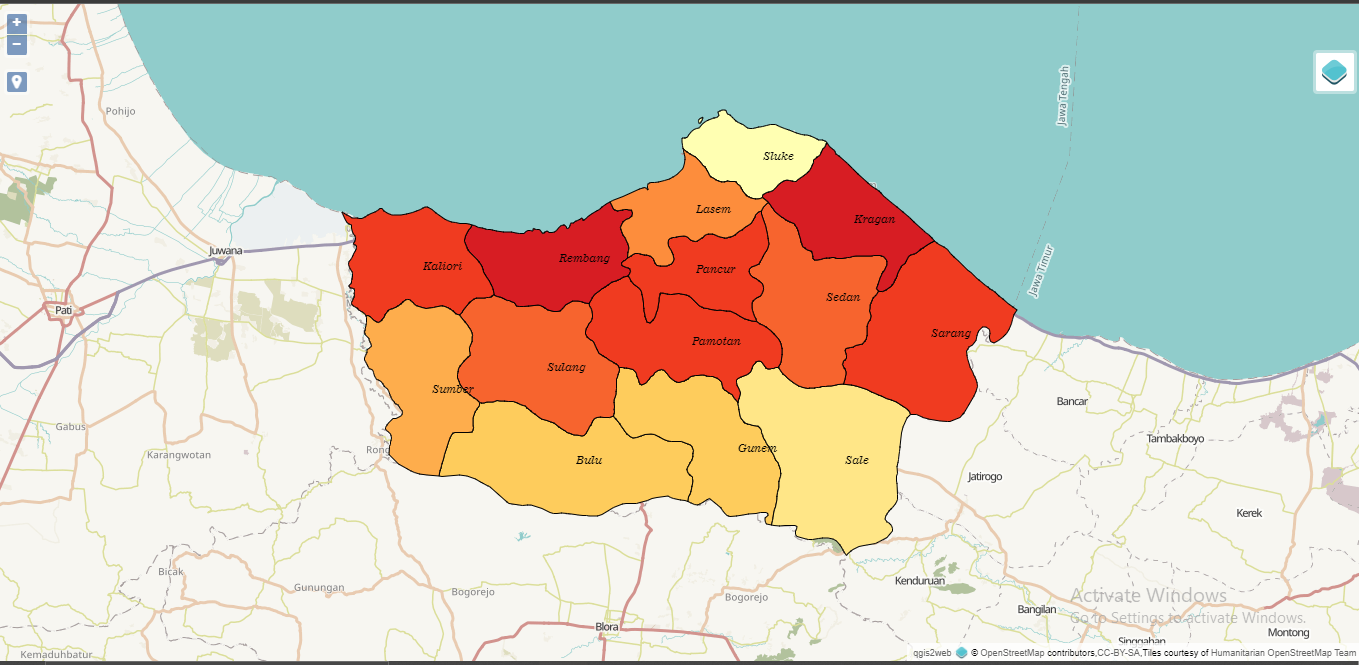 +
−
Pohijo
Jawa Tengah
Sluke
Lasem
Kragan
Juwana
Kaliori
Rembang
Pancur
Jawa Timur
Sedan
Pati
Sarang
Pamotan
Sulang
Sumber
Bancar
Gabus
Tambakboyo
Karangwotan
Rong
Gunem
Bulu
Sale
Jatirogo
Kerek
Bicak
Kenduruan
Gunungan
Bogorejo
Bogorejo
Activate Windows
Go to Settings to activate Windows.
Bangilan
Blora
Montong
Singgahan
Kemaduhbatur
qgis2web © OpenStreetMap contributors,CC-BY-SA,Tiles courtesy of Humanitarian OpenStreetMap Team